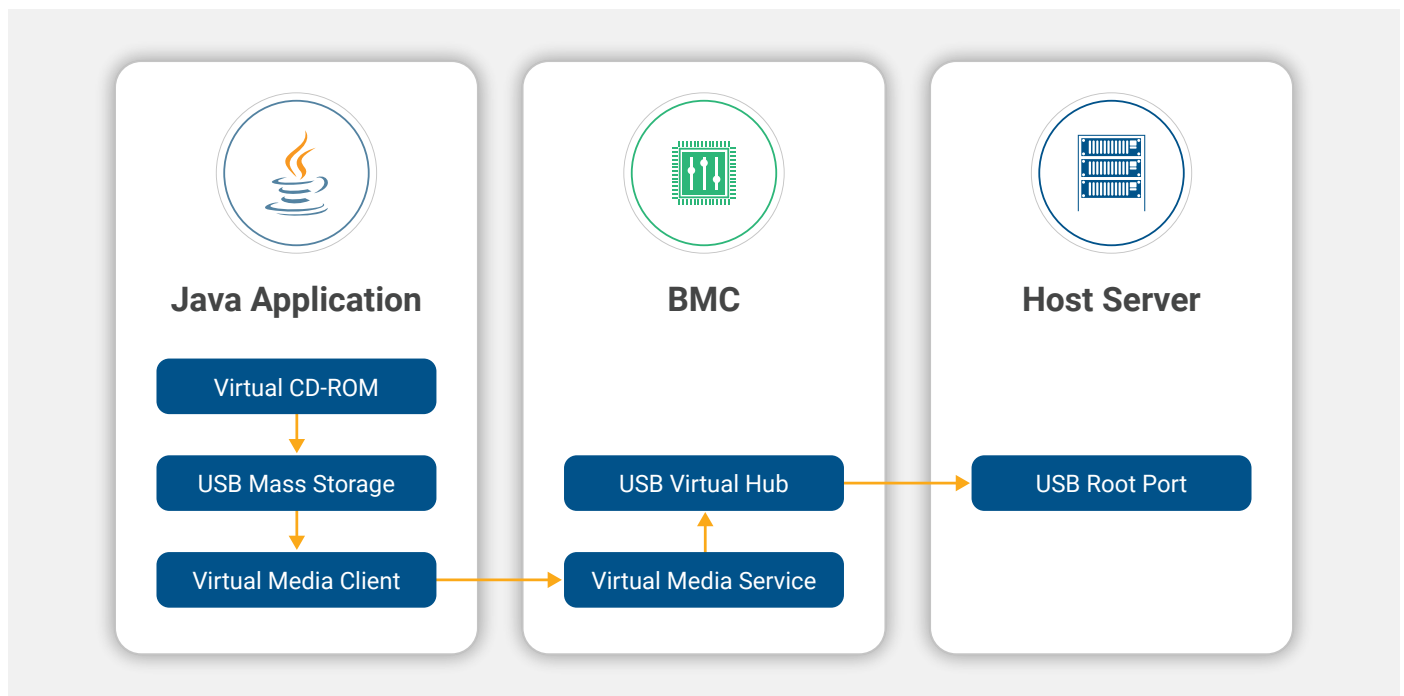 Java Application
Virtual CD-ROM
USB Mass Storage
Virtual Media Client
BMC
USB Virtual Hub
Virtual Media Service
Host Server
USB Root Port